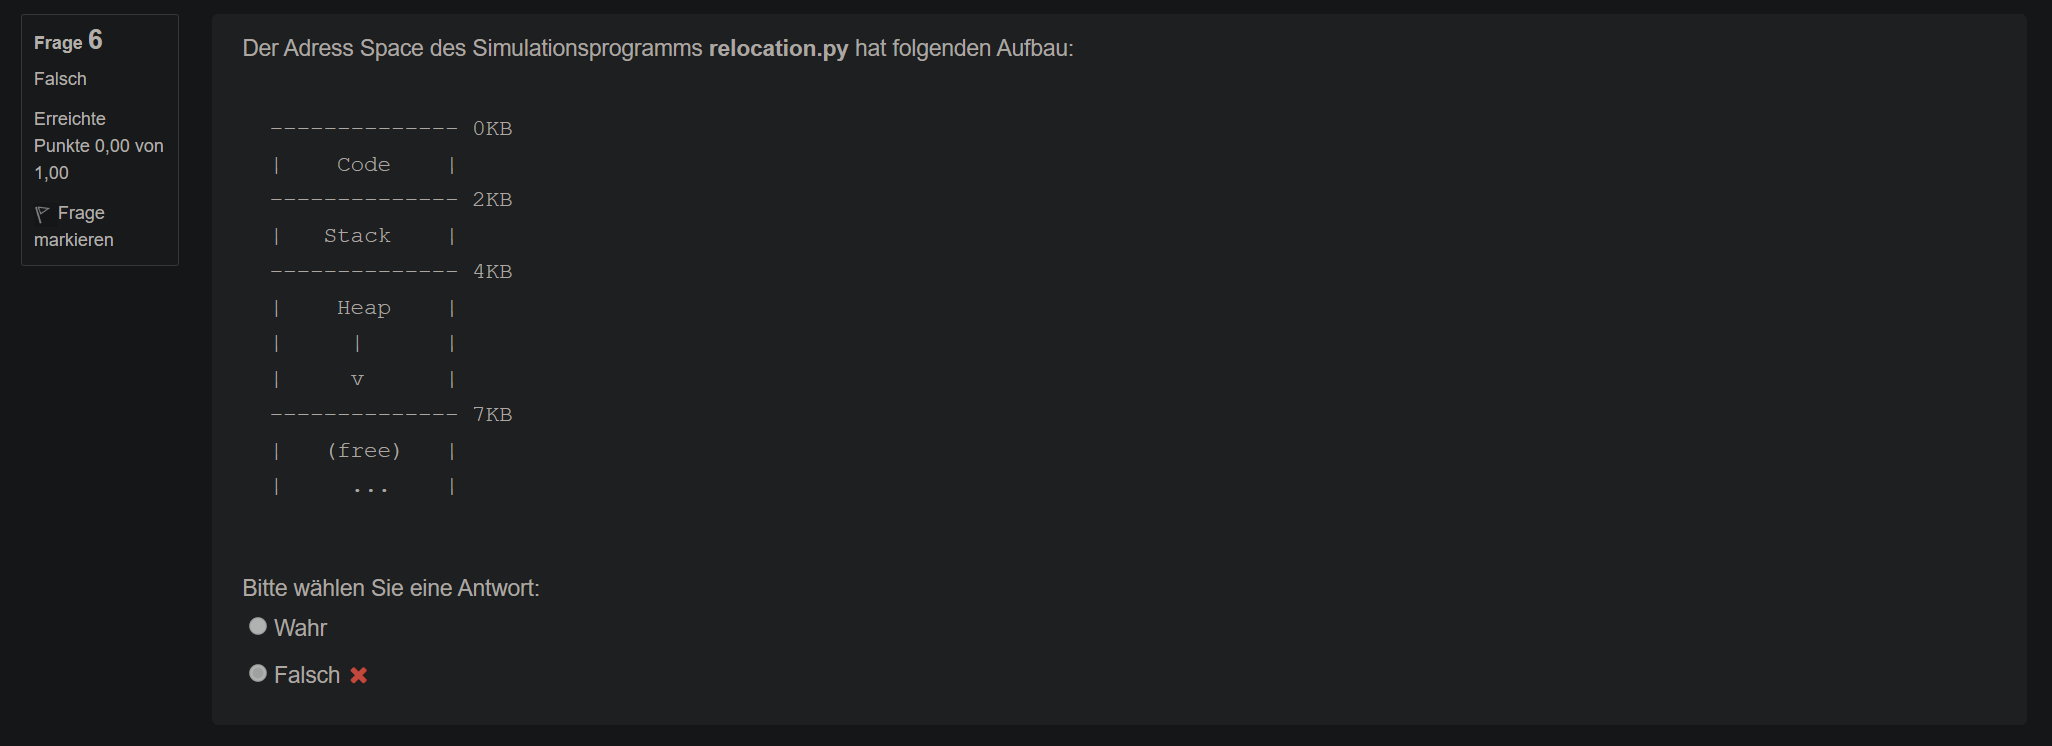 Frage 6
Falsch
Erreichte
Punkte 0,00 von
1,00
Frage
markieren
Der Adress Space des Simulationsprogramms relocation.py hat folgenden Aufbau:
-------------- 0KB
|    Code    |
-------------- 2KB
|   Stack    |
-------------- 4KB
|    Heap    |
|     |      |
|     v      |
-------------- 7KB
|   (free)   |
|     ...    |
Bitte wählen Sie eine Antwort:
Wahr
Falsch